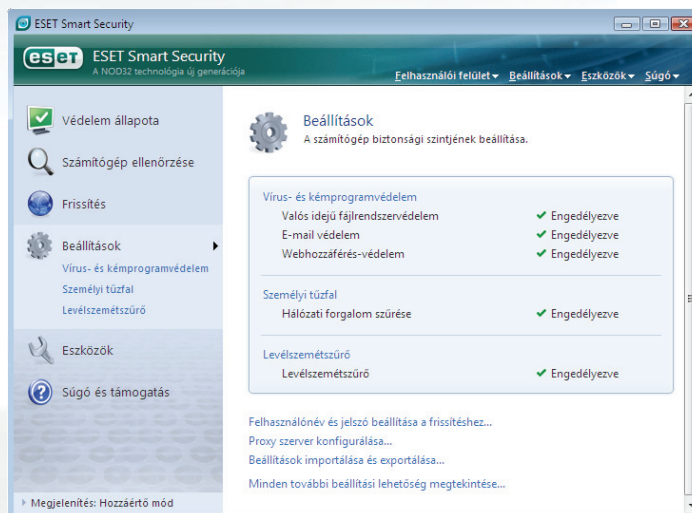 ESET Smart Security
eset ESET Smart Security
A NOD32 technológia új generációja
Felhasználói felület Beállítások Eszközök Súgó
Védelem állapota
Számítógép ellenőrzése
Frissítés
Beállítások
Vírus- és kémprogramvédelem
Személyi tűzfal
Levélszemétszűrő
Eszközök
Súgó és támogatás
Megjelenítés: Hozzáértő mód
Beállítások
A számítógép biztonsági szintjének beállítása.
Vírus- és kémprogramvédelem
Valós idejű fájlrendszervédelem Engedélyezve
E-mail védelem Engedélyezve
Webhozzáférés-védelem Engedélyezve
Személyi tűzfal
Hálózati forgalom szűrése Engedélyezve
Levélszemétszűrő
Levélszemétszűrő Engedélyezve
Felhasználónév és jelszó beállítása a frissítéshez...
Proxy szerver konfigurálása...
Beállítások importálása és exportálása...
Minden további beállítási lehetőség megtekintése...